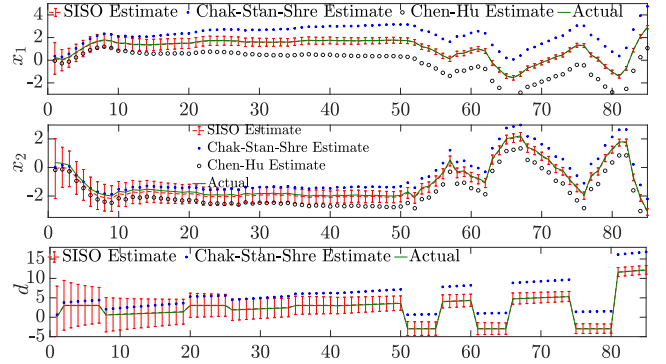 SISO Estimate Chak-Stan-Shre Estimate Chen-Hu Estimate Actual
4
2
0
-2
x1
0 10 20 30 40 50 60 70 80
SISO Estimate
Chak-Stan-Shre Estimate
Chen-Hu Estimate
Actual
2
0
-2
x2
0 10 20 30 40 50 60 70 80
SISO Estimate Chak-Stan-Shre Estimate Actual
15
10
5
0
-5
d
0 10 20 30 40 50 60 70 80